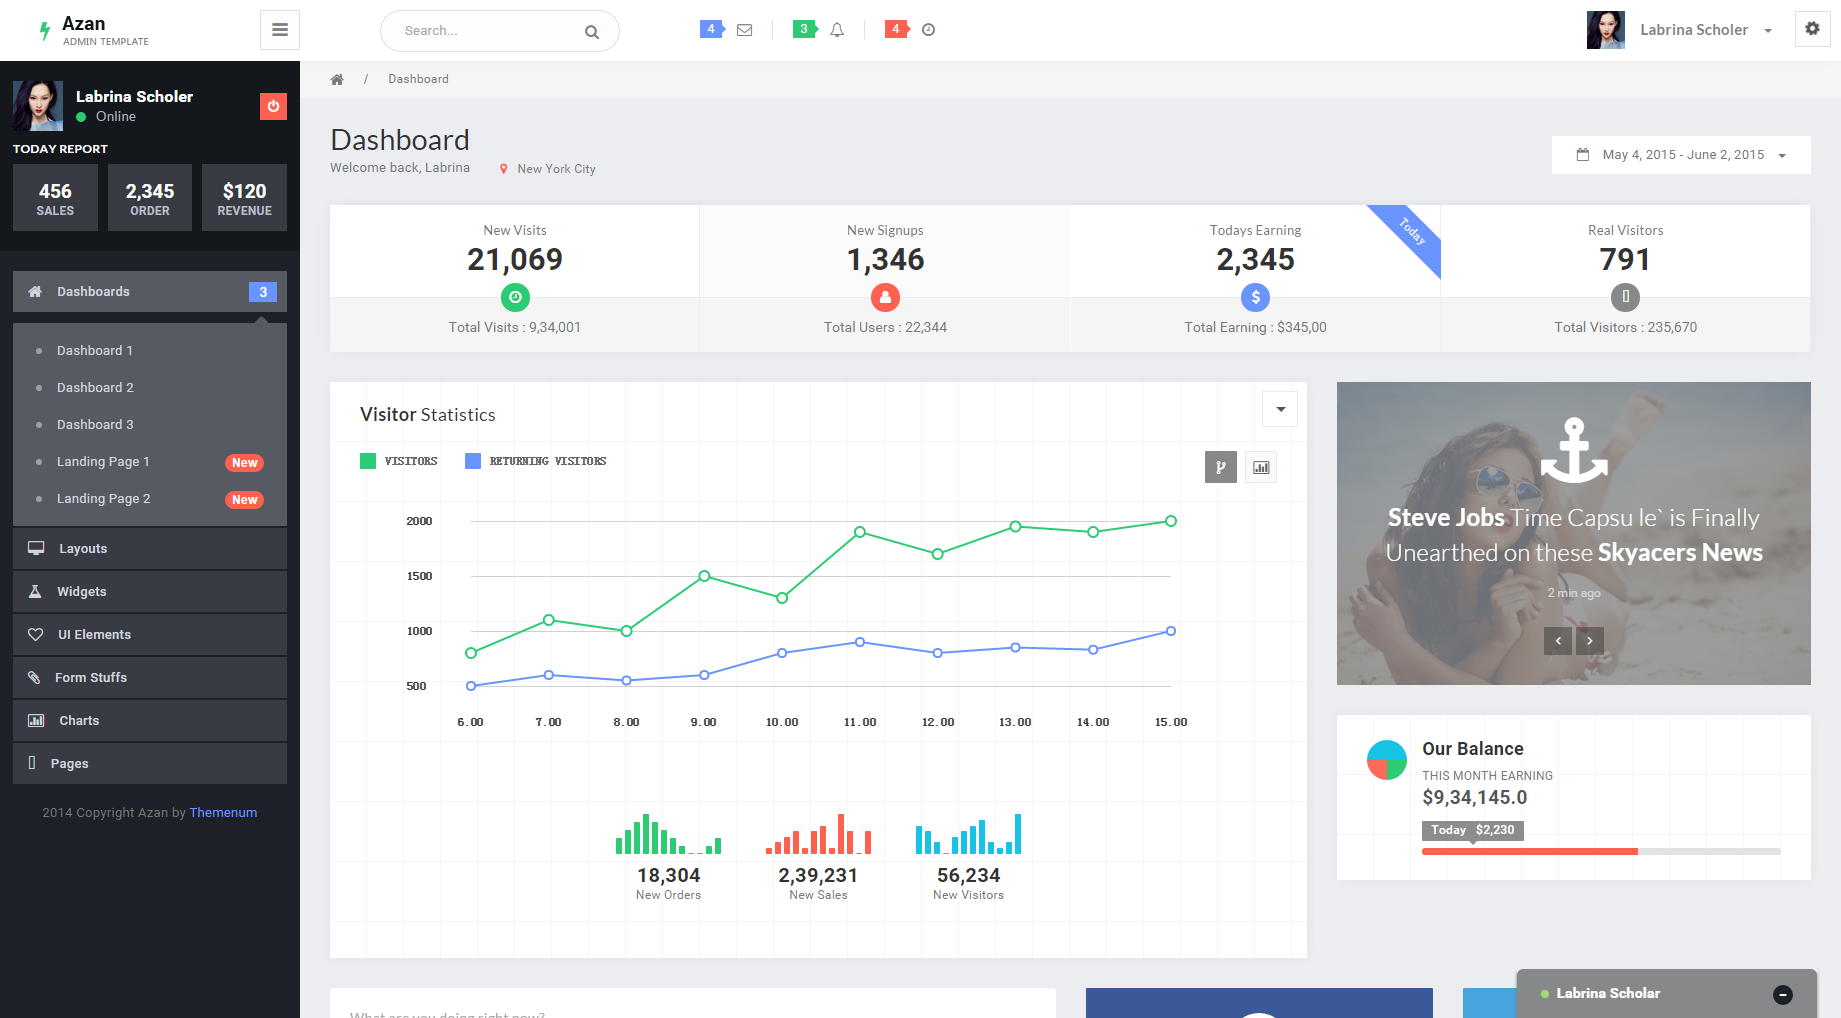 Azan
ADMIN TEMPLATE
Search...
4
3
4
Labrina Scholer
Labrina Scholer
Online
TODAY REPORT
456
SALES
2,345
ORDER
$120
REVENUE
Dashboards
3
Dashboard 1
Dashboard 2
Dashboard 3
Landing Page 1
New
Landing Page 2
New
Layouts
Widgets
UI Elements
Form Stuffs
Charts
Pages
2014 Copyright Azan by Themenum
/ Dashboard
Dashboard
Welcome back, Labrina
New York City
May 4, 2015 - June 2, 2015
New Visits
21,069
Total Visits : 9,34,001
New Signups
1,346
Total Users : 22,344
Todays Earning
2,345
Today
$
Total Earning : $345,00
Real Visitors
791
Total Visitors : 235,670
Visitor Statistics
VISITORS
RETURNING VISITORS
2000
1500
1000
500
6.00 7.00 8.00 9.00 10.00 11.00 12.00 13.00 14.00 15.00
18,304
New Orders
2,39,231
New Sales
56,234
New Visitors
Steve Jobs Time Capsu le` is Finally
Unearthed on these Skyacers News
2 min ago
Our Balance
THIS MONTH EARNING
$9,34,145.0
Today $2,230
What are you doing right now?
Labrina Scholar